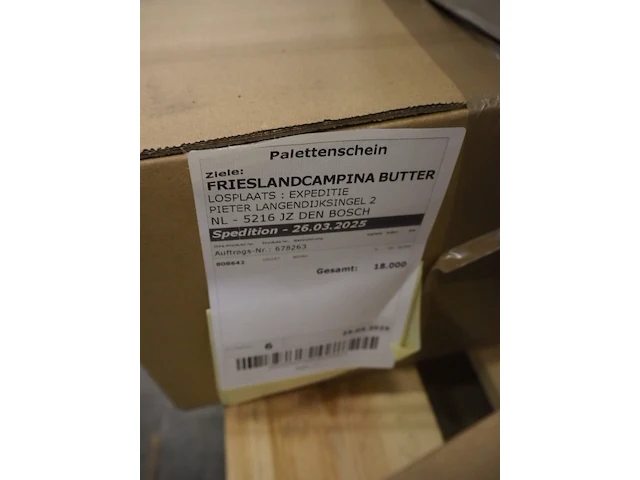 Palettenschein
Ziele:
FRIESLANDCAMPINA BUTTER
LOSPLAATS : EXPEDITIE
PIETER LANGENDIJKSINGEL 2
NL - 5216 JZ DEN BOSCH
Spedition - 26.03.2025
Auftrags-Nr.: 678263
Gesamt: 18.000
6